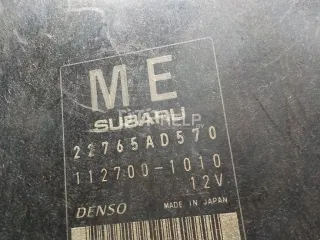 ME
SUBARU
22765AD570
112700-1010
12V
DENSO MADE IN JAPAN